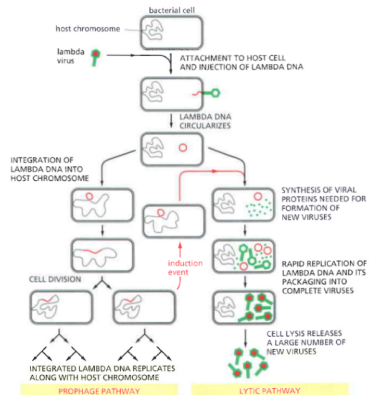 bacterial cell
host chromosome
lambda
virus
ATTACHMENT TO HOST CELL
AND INJECTION OF LAMBDA DNA
LAMBDA DNA
CIRCULARIZES
INTEGRATION OF
LAMBDA DNA INTO
HOST CHROMOSOME
SYNTHESIS OF VIRAL
PROTEINS NEEDED FOR
FORMATION OF
NEW VIRUSES
induction
event
RAPID REPLICATION OF
LAMBDA DNA AND ITS
PACKAGING INTO
COMPLETE VIRUSES
CELL DIVISION
CELL LYSIS RELEASES
A LARGE NUMBER OF
NEW VIRUSES
INTEGRATED LAMBDA DNA REPLICATES
ALONG WITH HOST CHROMOSOME
PROPHAGE PATHWAY
LYTIC PATHWAY